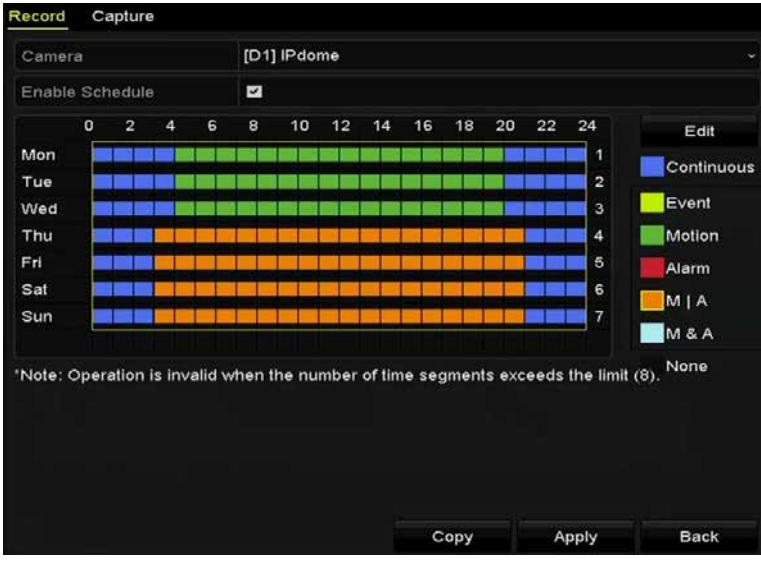 Record Capture
Camera [D1] IPdome
Enable Schedule
0 2 4 6 8 10 12 14 16 18 20 22 24
Edit
Mon 1
Continuous
Tue 2
Wed 3
Event
Thu 4
Motion
Fri 5
Alarm
Sat 6
M | A
Sun 7
M & A
None
*Note: Operation is invalid when the number of time segments exceeds the limit (8).
Copy Apply Back